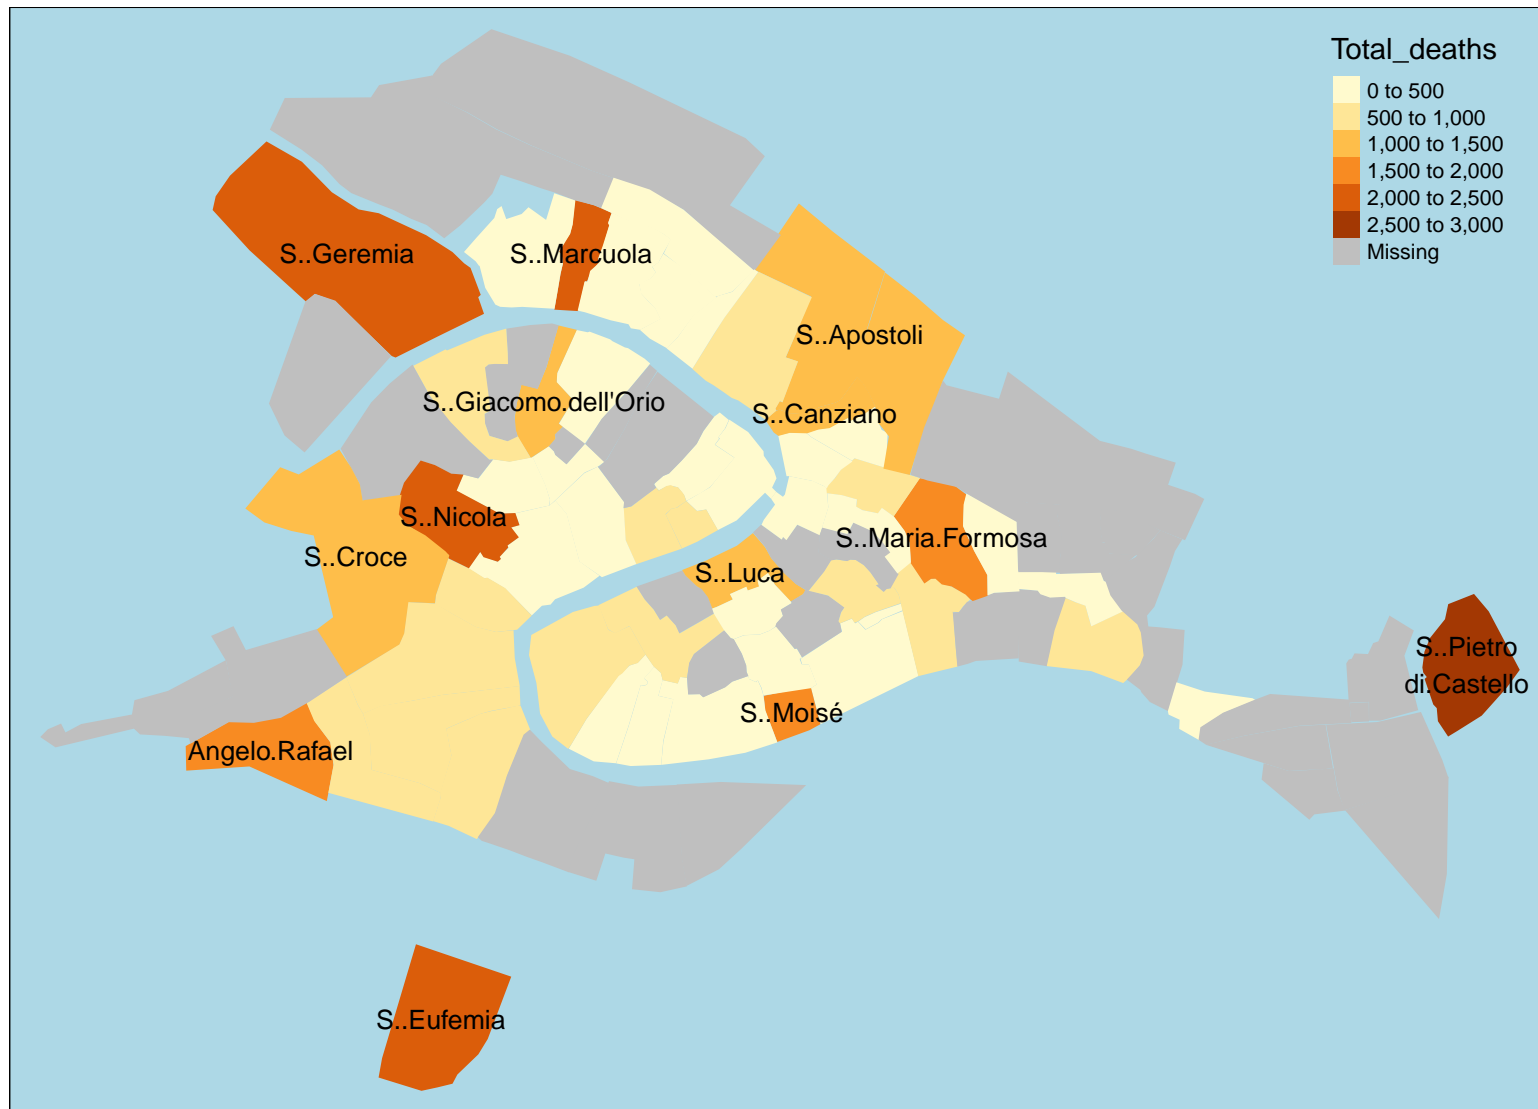 Total_deaths
0 to 500
500 to 1,000
1,000 to 1,500
1,500 to 2,000
2,000 to 2,500
2,500 to 3,000
Missing
S..Geremia
S..Marcuola
S..Apostoli
S..Giacomo.dell'Orio
S..Canziano
S..Nicola
S..Croce
S..Maria.Formosa
S..Luca
S..Pietro
di.Castello
S..Moisé
Angelo.Rafael
S..Eufemia